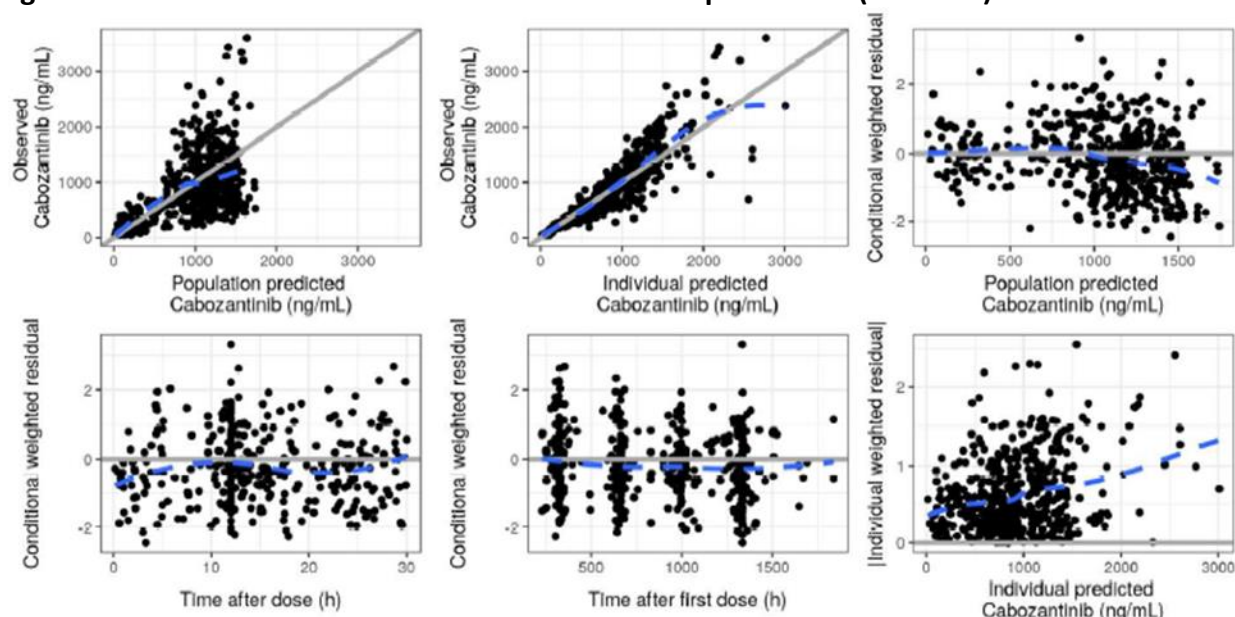 Observed
Cabozantinib (ng/mL)
3000
2000
1000
0
0 1000 2000 3000
Population predicted
Cabozantinib (ng/mL)
Observed
Cabozantinib (ng/mL)
3000
2000
1000
0
0 1000 2000 3000
Individual predicted
Cabozantinib (ng/mL)
Conditional weighted residual
2
0
-2
0 500 1000 1500
Population predicted
Cabozantinib (ng/mL)
Conditiona weighted residual
2
0
-2
0 10 20 30
Time after dose (h)
Conditiona weighted residual
2
0
-2
500 1000 1500
Time after first dose (h)
|Individual weighted residual|
2
1
0
0 1000 2000 3000
Individual predicted
Cabozantinib (ng/mL)